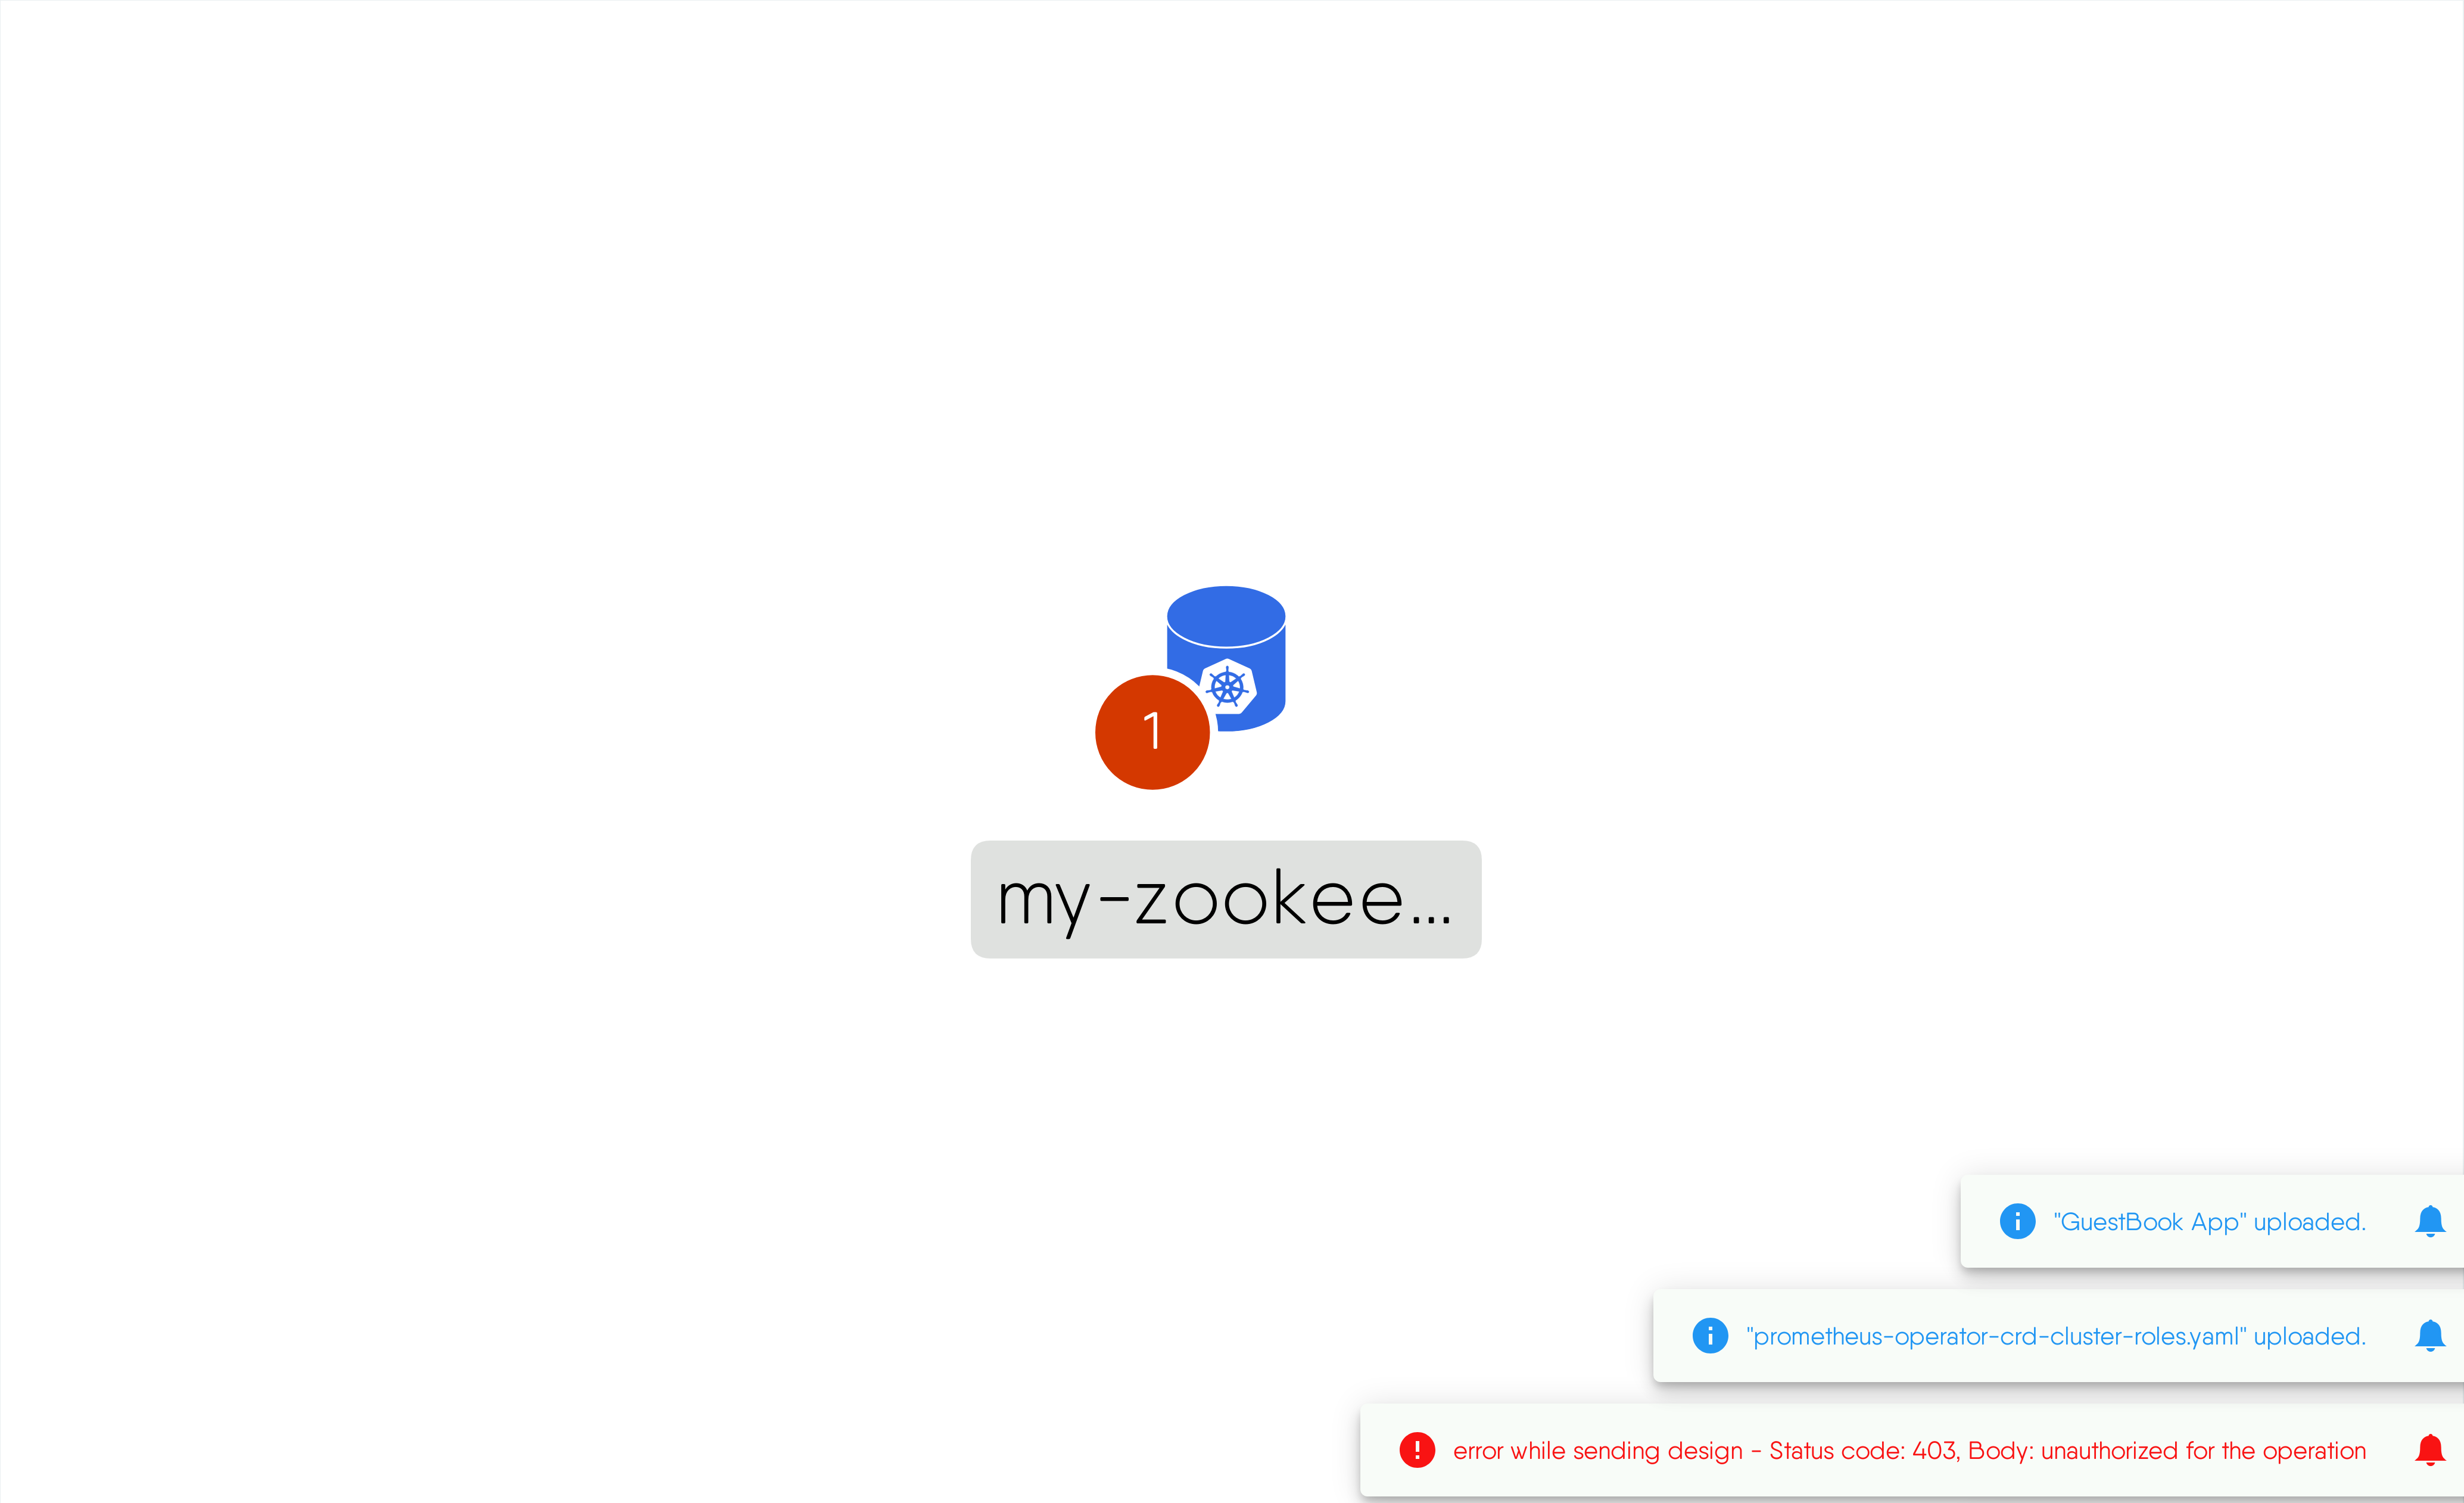 1
my-zookee...
"GuestBook App" uploaded.
"prometheus-operator-crd-cluster-roles.yaml" uploaded.
error while sending design - Status code: 403, Body: unauthorized for the operation